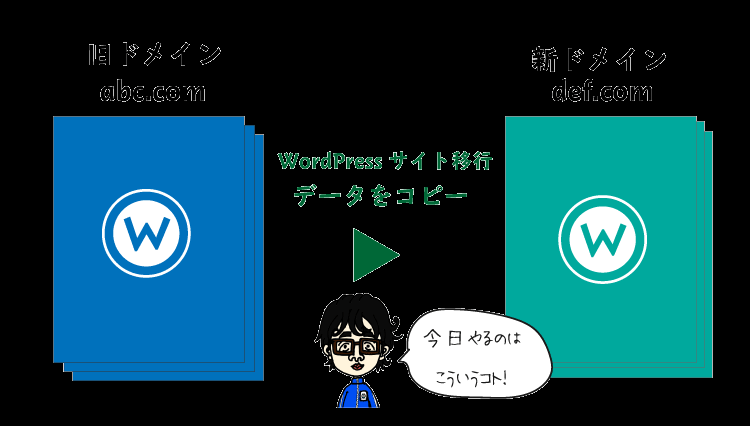 旧ドメイン
abc.com
新ドメイン
def.com
WordPress サイト移行
データをコピー
W
W
今日やるのは
こういうコト!